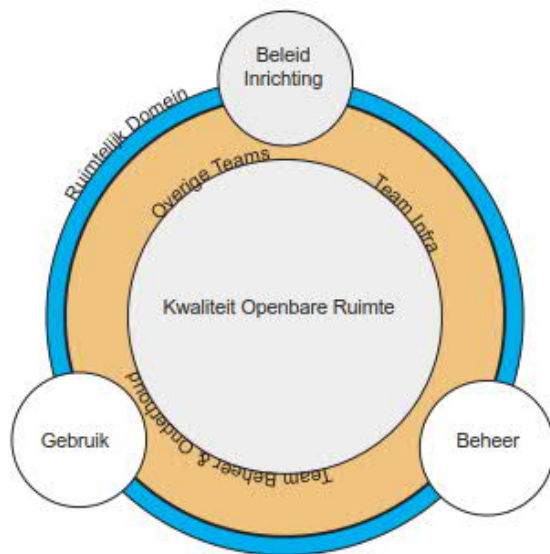 Beleid
Inrichting
Ruimtelijk Domein
Overige Teams
Team Infra
Kwaliteit Openbare Ruimte
Gebruik
Team Beheer & Onderhoud
Beheer